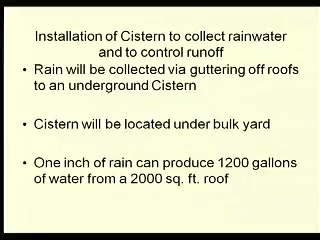 Installation of Cistern to collect rainwater
and to control runoff
• Rain will be collected via guttering off roofs
to an underground Cistern
• Cistern will be located under bulk yard
• One inch of rain can produce 1200 gallons
of water from a 2000 sq. ft. roof